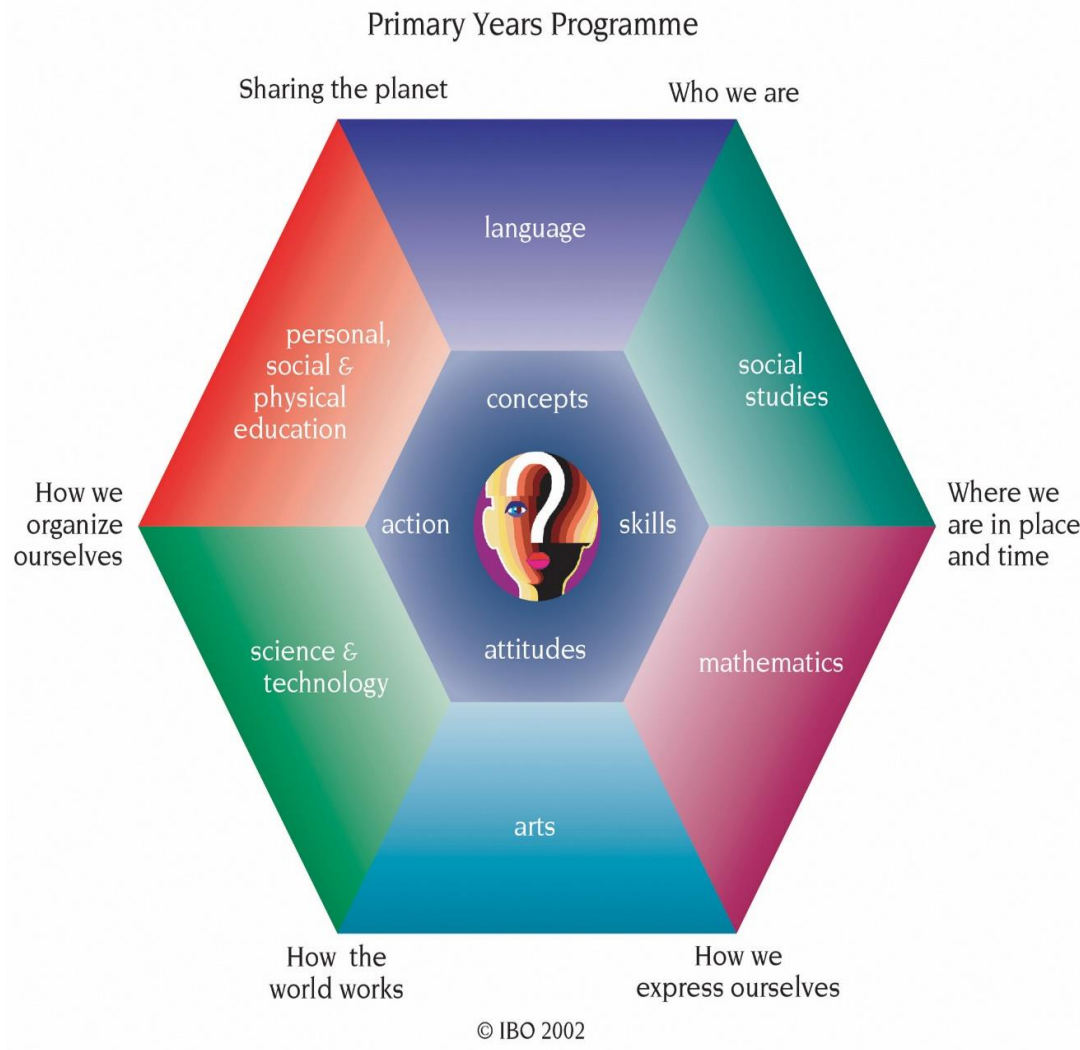 Primary Years Programme
Sharing the planet
Who we are
language
personal,
social &
physical
education
social
studies
concepts
How we
organize
ourselves
action
skills
Where we
are in place
and time
science &
technology
attitudes
mathematics
arts
How the
world works
How we
express ourselves
© IBO 2002